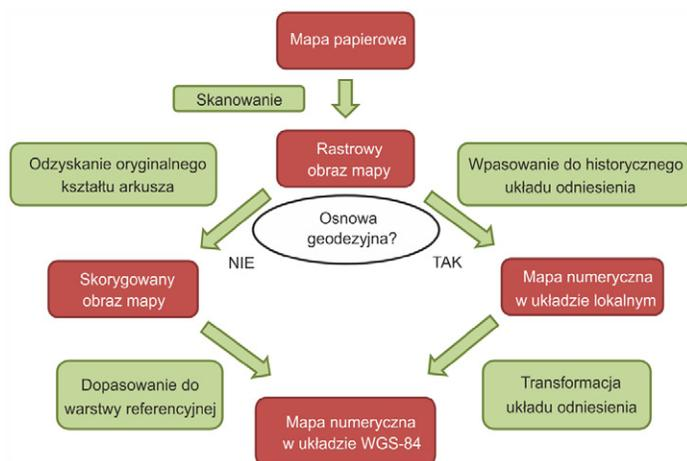 Mapa papierowa
Skanowanie
Rastrowy
obraz mapy
Odzyskanie oryginalnego
kształtu arkusza
Wpasowanie do historycznego
układu odniesienia
Osnowa
geodezyjna?
NIE
TAK
Skorygowany
obraz mapy
Mapa numeryczna
w układzie lokalnym
Dopasowanie do
warstwy referencyjnej
Transformacja
układu odniesienia
Mapa numeryczna
w układzie WGS-84